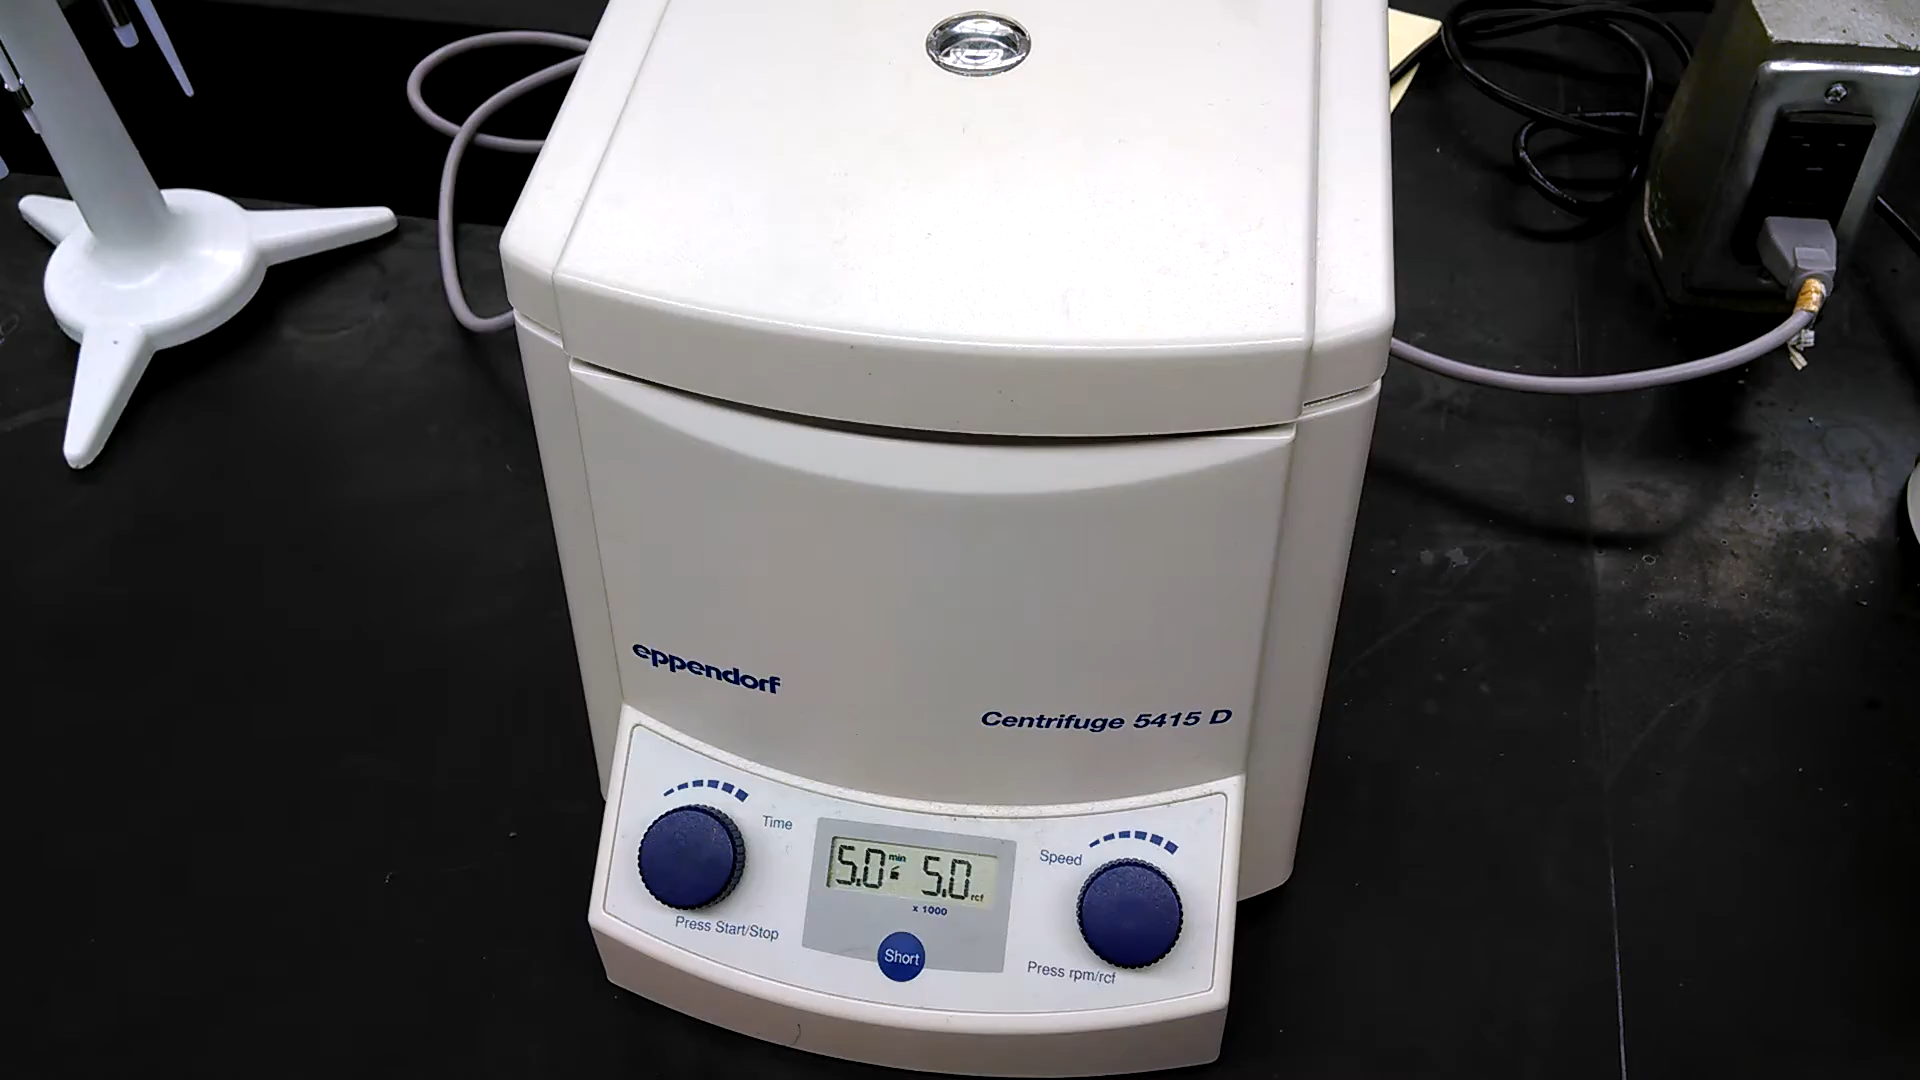 eppendorf
Centrifuge 5415 D
Time
Speed
5.0 min 5.0 rcf
x 1000
Press Start/Stop
Short
Press rpm/rcf